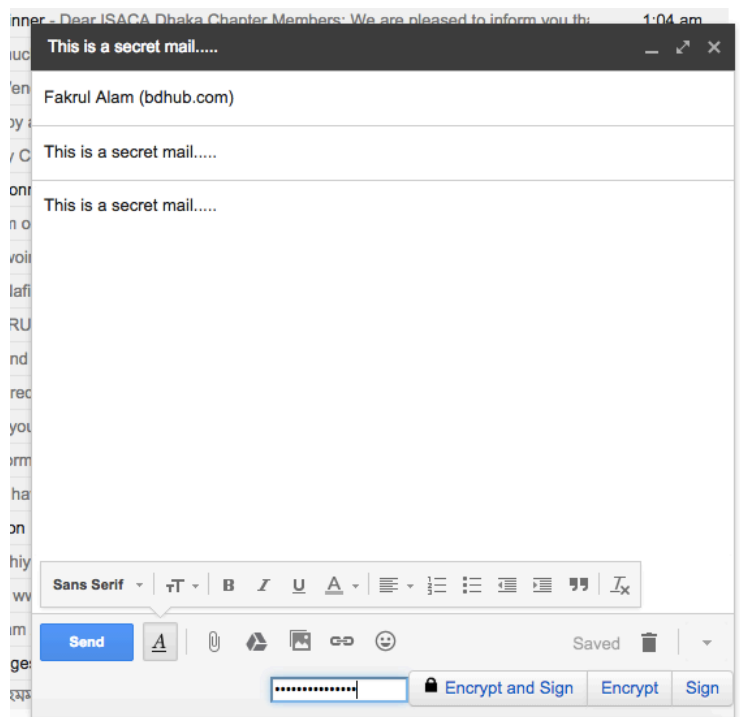 inner - Dear ISACA Dhaka Chapter Members: We are pleased to inform you tha
1:04 am
This is a secret mail.....
Fakrul Alam (bdhub.com)
This is a secret mail.....
This is a secret mail.....
Sans Serif
Send
Saved
Encrypt and Sign
Encrypt
Sign